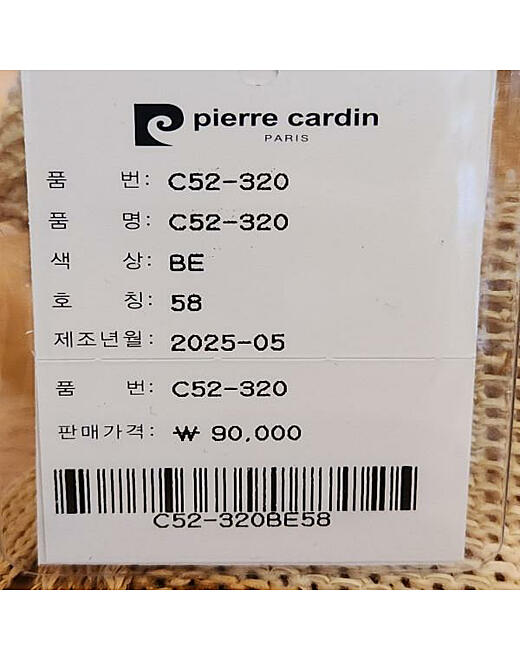 pierre cardin
PARIS
품 번: C52-320
품 명: C52-320
색 상: BE
호 칭: 58
제조년월: 2025-05
품 번: C52-320
판매가격: ₩ 90,000
C52-320BE58